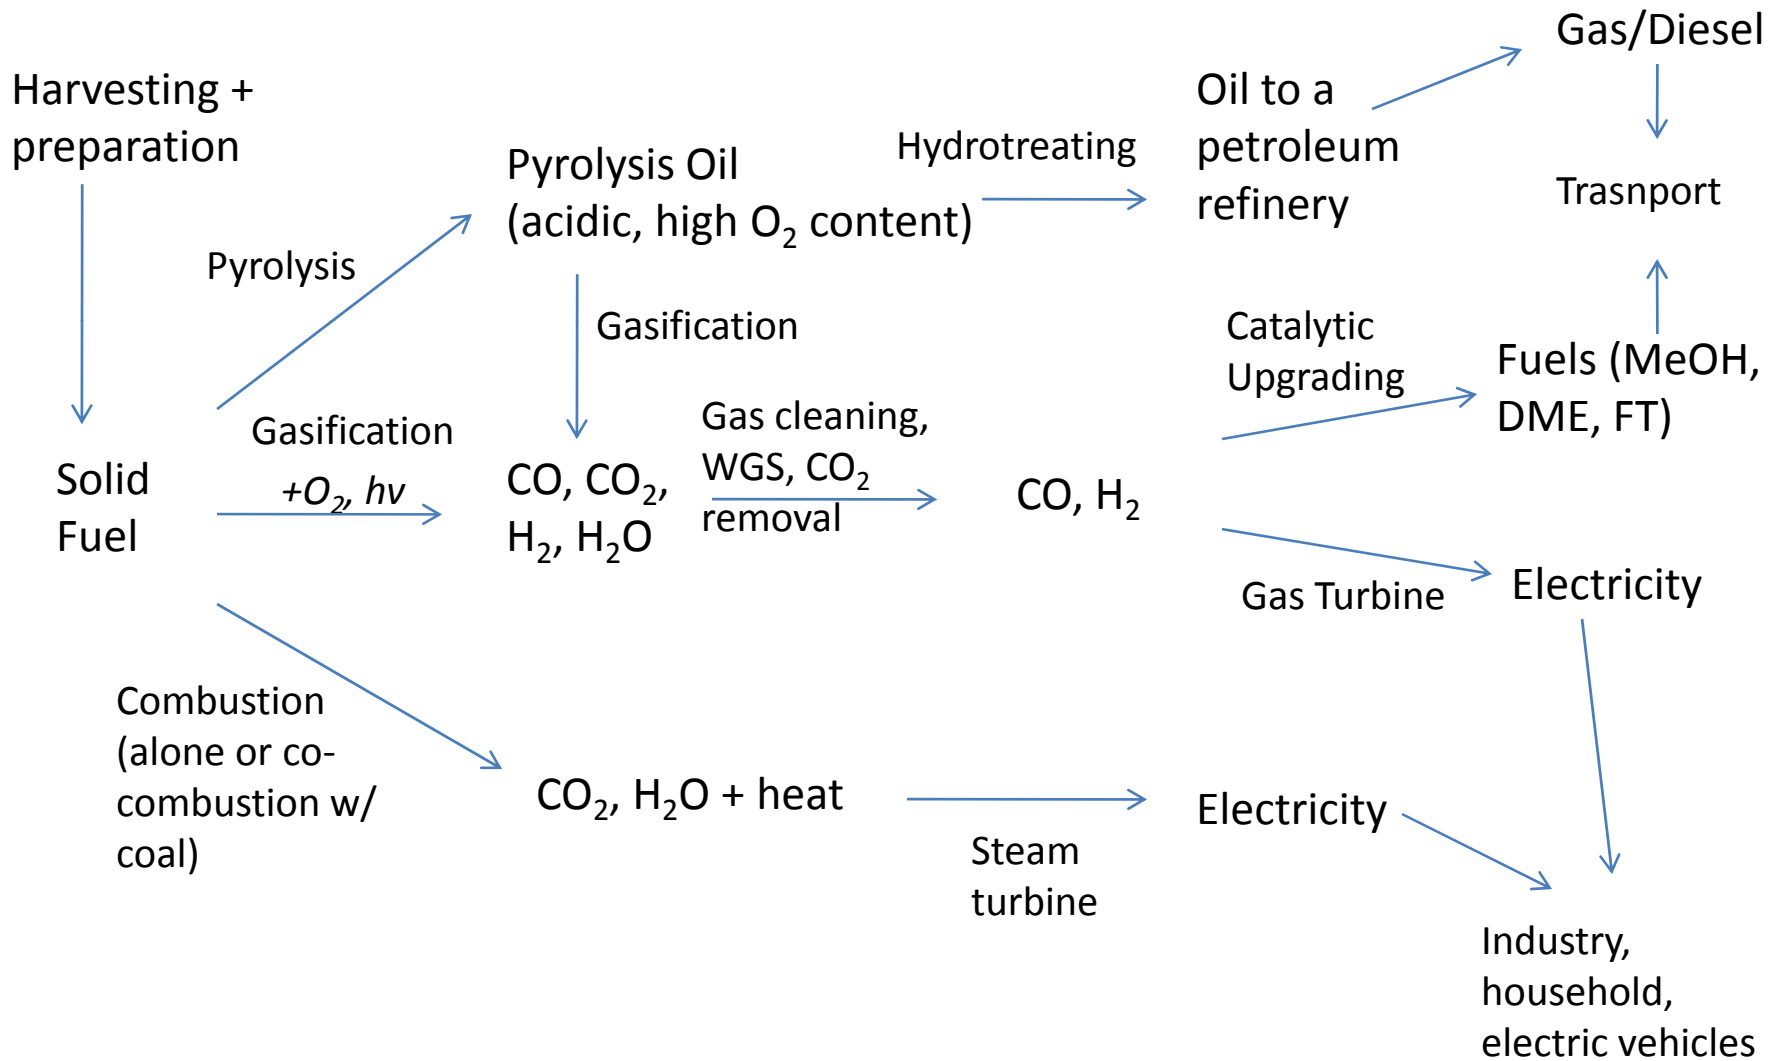 Gas/Diesel
Harvesting +
preparation
Oil to a
petroleum
refinery
Hydrotreating
Pyrolysis Oil
(acidic, high O₂ content)
Trasnport
Pyrolysis
Gasification
Catalytic
Upgrading
Fuels (MeOH,
DME, FT)
Gasification
+O₂, hv
Gas cleaning,
WGS, CO₂
removal
Solid
Fuel
CO, CO₂,
H₂, H₂O
CO, H₂
Gas Turbine
Electricity
Combustion
(alone or co-
combustion w/
coal)
CO₂, H₂O + heat
Steam
turbine
Electricity
Industry,
household,
electric vehicles